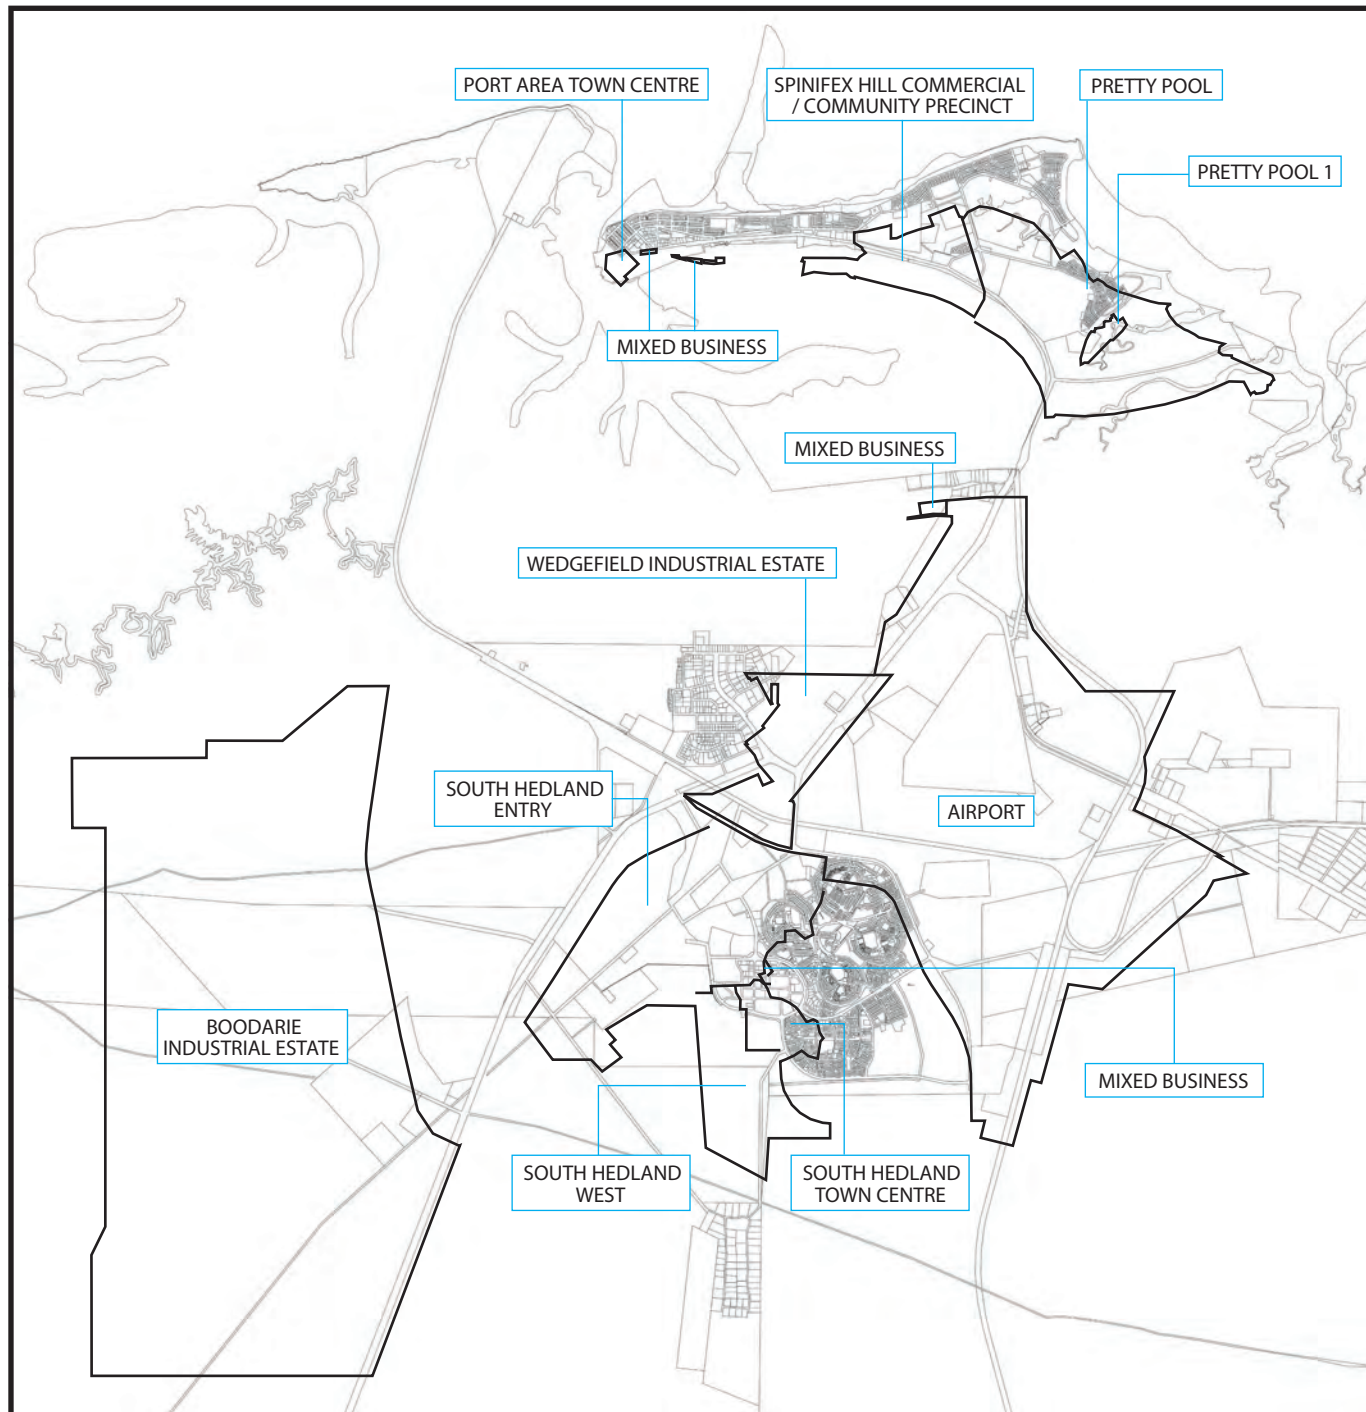 PORT AREA TOWN CENTRE
SPINIFEX HILL COMMERCIAL
/ COMMUNITY PRECINCT
PRETTY POOL
PRETTY POOL 1
MIXED BUSINESS
MIXED BUSINESS
WEDGEFIELD INDUSTRIAL ESTATE
SOUTH HEDLAND
ENTRY
AIRPORT
BOODARIE
INDUSTRIAL ESTATE
MIXED BUSINESS
SOUTH HEDLAND
WEST
SOUTH HEDLAND
TOWN CENTRE